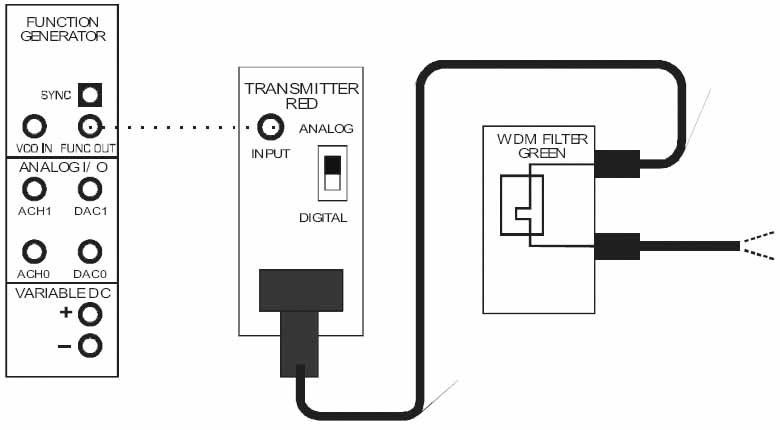 FUNCTION
GENERATOR
SYNC
VCO IN FUNC OUT
ANALOG I/ O
ACH1 DAC1
ACH0 DAC0
VARIABLE DC
+
−
TRANSMITTER
RED
ANALOG
INPUT
DIGITAL
WDM FILTER
GREEN